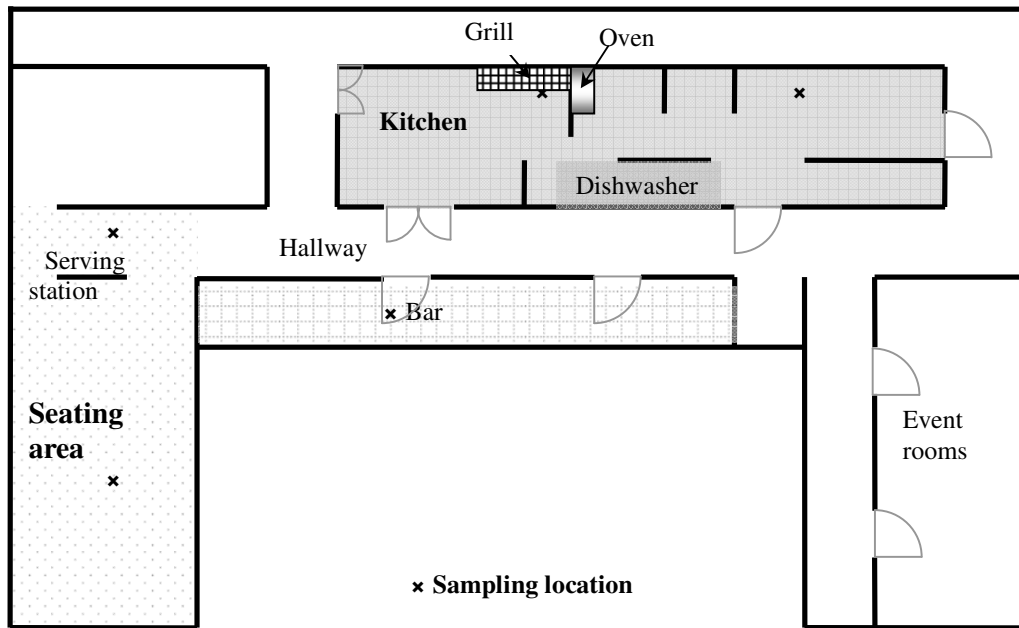 Grill
Oven
Kitchen
Dishwasher
Hallway
Serving
station
Bar
Seating
area
Event
rooms
× Sampling location